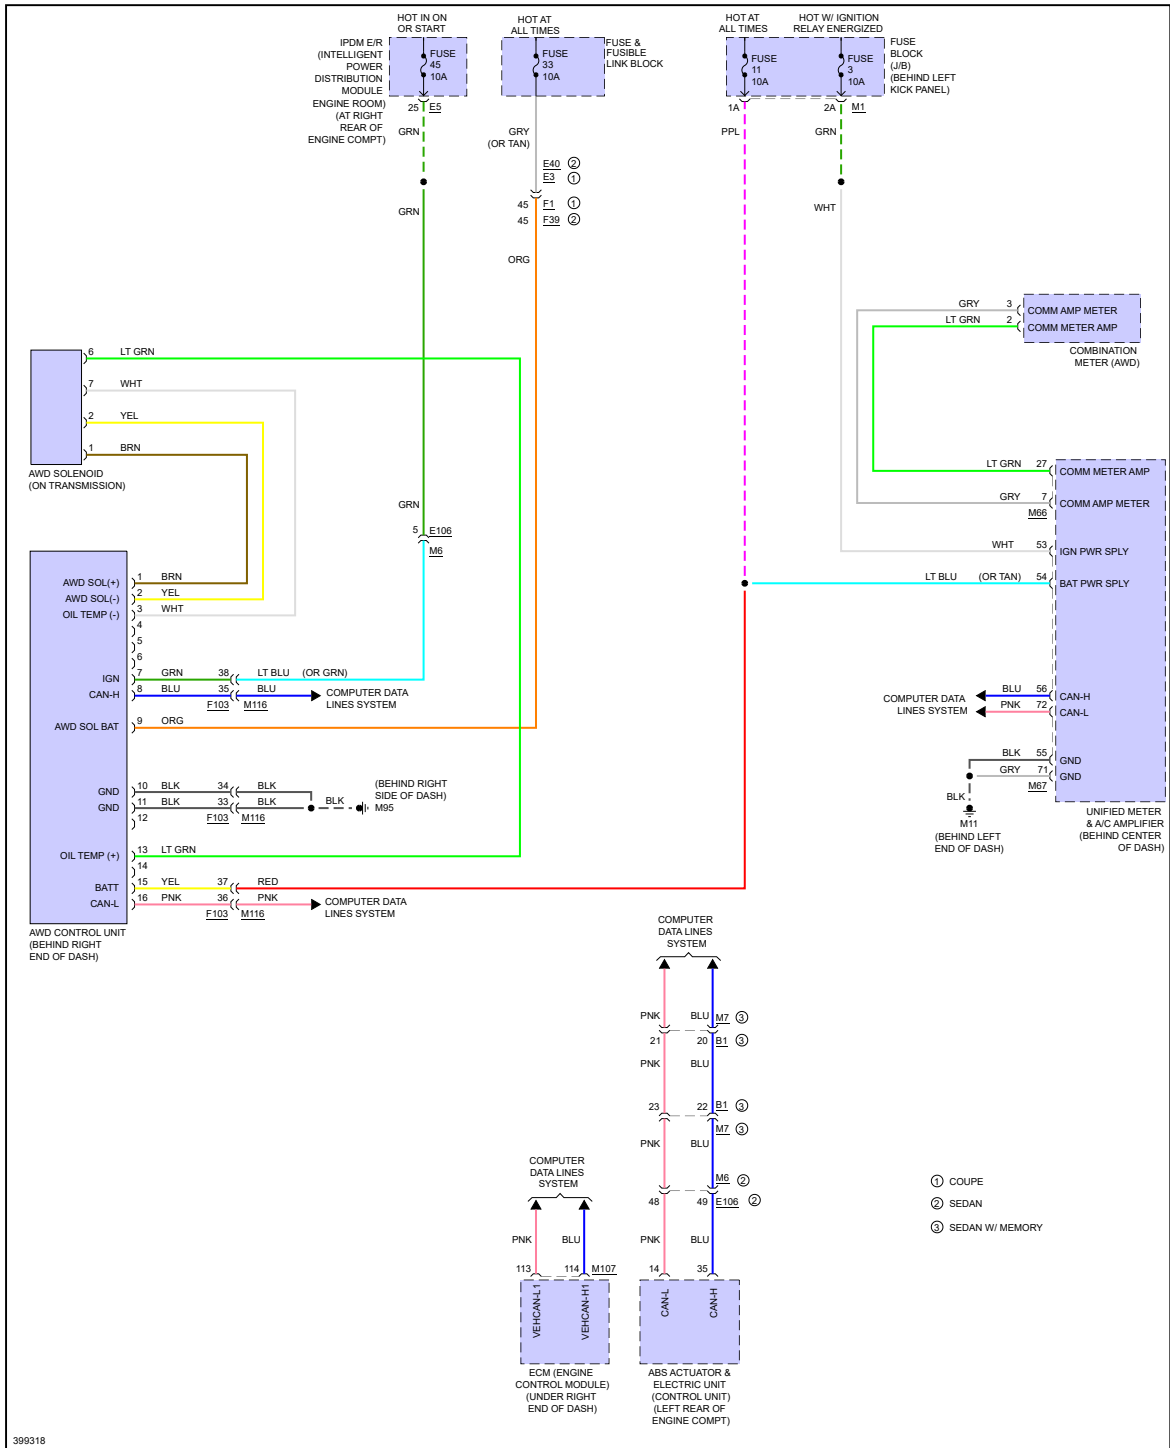 HOT IN ON
OR START
IPDM E/R
(INTELLIGENT
POWER
DISTRIBUTION
MODULE
ENGINE ROOM)
(AT RIGHT
REAR OF
ENGINE COMPT)
FUSE
45
10A
25 E5
GRN
GRN
HOT AT
ALL TIMES
FUSE
33
10A
FUSE &
FUSIBLE
LINK BLOCK
GRY
(OR TAN)
E40 2
E3 1
45 F1 1
45 F39 2
ORG
HOT AT
ALL TIMES
HOT W/ IGNITION
RELAY ENERGIZED
FUSE
11
10A
FUSE
3
10A
FUSE
BLOCK
(J/B)
(BEHIND LEFT
KICK PANEL)
1A 2A M1
PPL GRN
WHT
GRY 3 COMM AMP METER
LT GRN 2 COMM METER AMP
COMBINATION
METER (AWD)
6 LT GRN
7 WHT
2 YEL
1 BRN
AWD SOLENOID
(ON TRANSMISSION)
LT GRN 27 COMM METER AMP
GRY 7 COMM AMP METER
M66
WHT 53 IGN PWR SPLY
LT BLU (OR TAN) 54 BAT PWR SPLY
COMPUTER DATA
LINES SYSTEM
BLU 56 CAN-H
PNK 72 CAN-L
BLK 55 GND
GRY 71 GND
M67
BLK
M11
(BEHIND LEFT
END OF DASH)
UNIFIED METER
& A/C AMPLIFIER
(BEHIND CENTER
OF DASH)
GRN
5 E106
M6
AWD SOL(+) 1 BRN
AWD SOL(-) 2 YEL
OIL TEMP (-) 3 WHT
4
5
6
IGN 7 GRN 38 LT BLU (OR GRN)
CAN-H 8 BLU 35 BLU COMPUTER DATA
LINES SYSTEM
F103 M116
AWD SOL BAT 9 ORG
GND 10 BLK 34 BLK
GND 11 BLK 33 BLK
12 F103 M116
BLK
(BEHIND RIGHT
SIDE OF DASH)
M95
OIL TEMP (+) 13 LT GRN
14
BATT 15 YEL 37 RED
CAN-L 16 PNK 36 PNK COMPUTER DATA
LINES SYSTEM
F103 M116
AWD CONTROL UNIT
(BEHIND RIGHT
END OF DASH)
COMPUTER
DATA LINES
SYSTEM
PNK BLU M7 3
21 20 B1 3
PNK BLU
23 22 B1 3
M7 3
PNK BLU
M6 2
48 49 E106 2
PNK BLU
14 35
CAN-L
CAN-H
ABS ACTUATOR &
ELECTRIC UNIT
(CONTROL UNIT)
(LEFT REAR OF
ENGINE COMPT)
COMPUTER
DATA LINES
SYSTEM
PNK BLU
113 114 M107
VEHCAN-L1
VEHCAN-H1
ECM (ENGINE
CONTROL MODULE)
(UNDER RIGHT
END OF DASH)
1 COUPE
2 SEDAN
3 SEDAN W/ MEMORY
399318